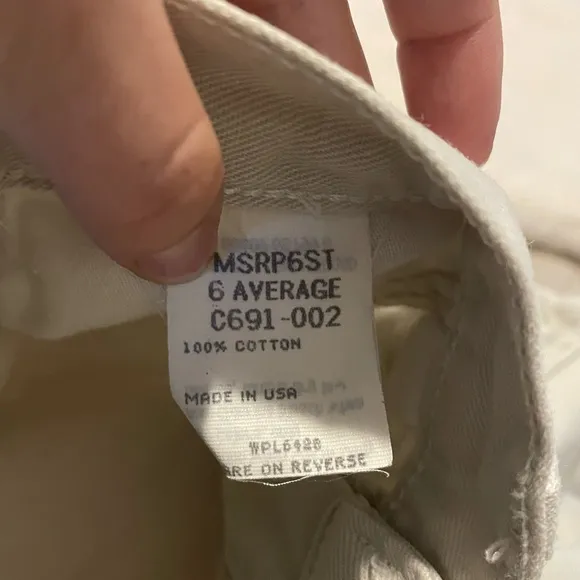 MSRP6ST
6 AVERAGE
C691-002
100% COTTON
MADE IN USA
WPL6428
ARE ON REVERSE